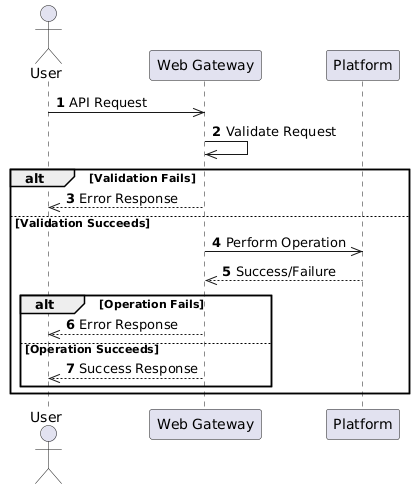 User
Web Gateway
Platform
1 API Request
2 Validate Request
alt [Validation Fails]
3 Error Response
[Validation Succeeds]
4 Perform Operation
5 Success/Failure
alt [Operation Fails]
6 Error Response
[Operation Succeeds]
7 Success Response
User
Web Gateway
Platform